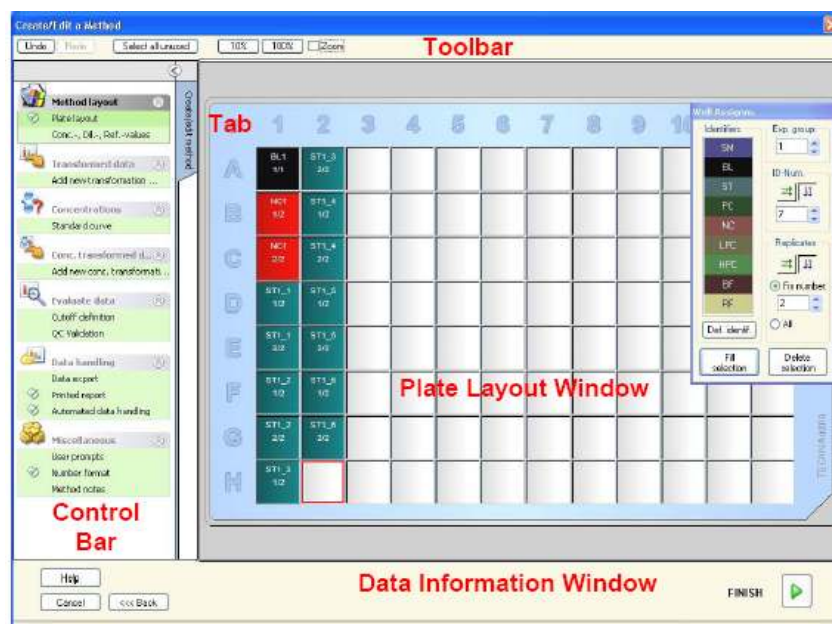 Create/Edit a Method
Undo Redo Select all unused 10% 100% Zoom
Toolbar
Create/edit method
Method layout
Plate layout
Conc.-, Dil.-, Ref.-values
Transformed data
Add new transformation ...
Concentrations
Standard curve
Conc. transformed d...
Add new conc. transformati...
Evaluate data
Cutoff definition
QC Validation
Data handling
Data export
Printed report
Automated data handling
Miscellaneous
User prompts
Number format
Method notes
Control
Bar
Tab
1 2 3 4 5 6 7 8 9 10
A BL1 1/1 ST1_3 2/2
B NC1 1/2 ST1_4 1/2
C NC1 2/2 ST1_4 2/2
D ST1_1 1/2 ST1_5 1/2
E ST1_1 2/2 ST1_5 2/2
F ST1_2 1/2 ST1_6 1/2
G ST1_2 2/2 ST1_6 2/2
H ST1_3 1/2
Plate Layout Window
Identifiers
SM
BL
ST
PC
NC
LPC
HPC
BF
RF
Def. identif.
Fill
selection
Exp. group
1
ID-Num.
7
Replicates
Fix number
2
All
Delete
selection
Help
Cancel <<< Back
Data Information Window
FINISH